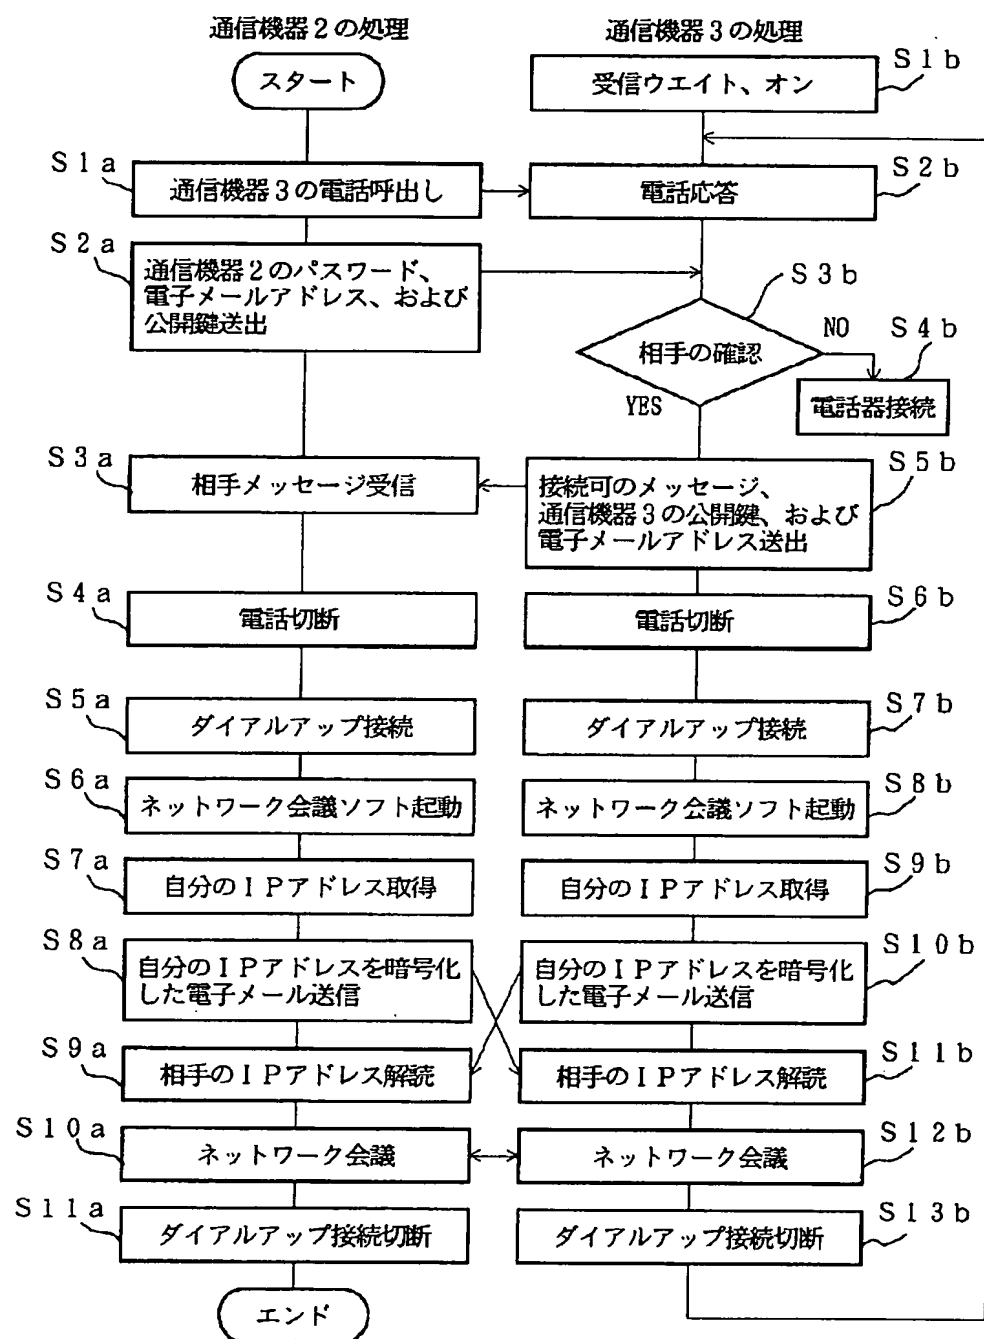 通信機器2の処理
通信機器3の処理
スタート
受信ウエイト、オン
S1b
S1a
通信機器3の電話呼出し
電話応答
S2b
S2a
通信機器2のパスワード、
電子メールアドレス、および
公開鍵送出
S3b
相手の確認
NO
S4b
電話器接続
YES
S3a
相手メッセージ受信
接続可のメッセージ、
通信機器3の公開鍵、および
電子メールアドレス送出
S5b
S4a
電話切断
電話切断
S6b
S5a
ダイアルアップ接続
ダイアルアップ接続
S7b
S6a
ネットワーク会議ソフト起動
ネットワーク会議ソフト起動
S8b
S7a
自分のIPアドレス取得
自分のIPアドレス取得
S9b
S8a
自分のIPアドレスを暗号化
した電子メール送信
自分のIPアドレスを暗号化
した電子メール送信
S10b
S9a
相手のIPアドレス解読
相手のIPアドレス解読
S11b
S10a
ネットワーク会議
ネットワーク会議
S12b
S11a
ダイアルアップ接続切断
ダイアルアップ接続切断
S13b
エンド